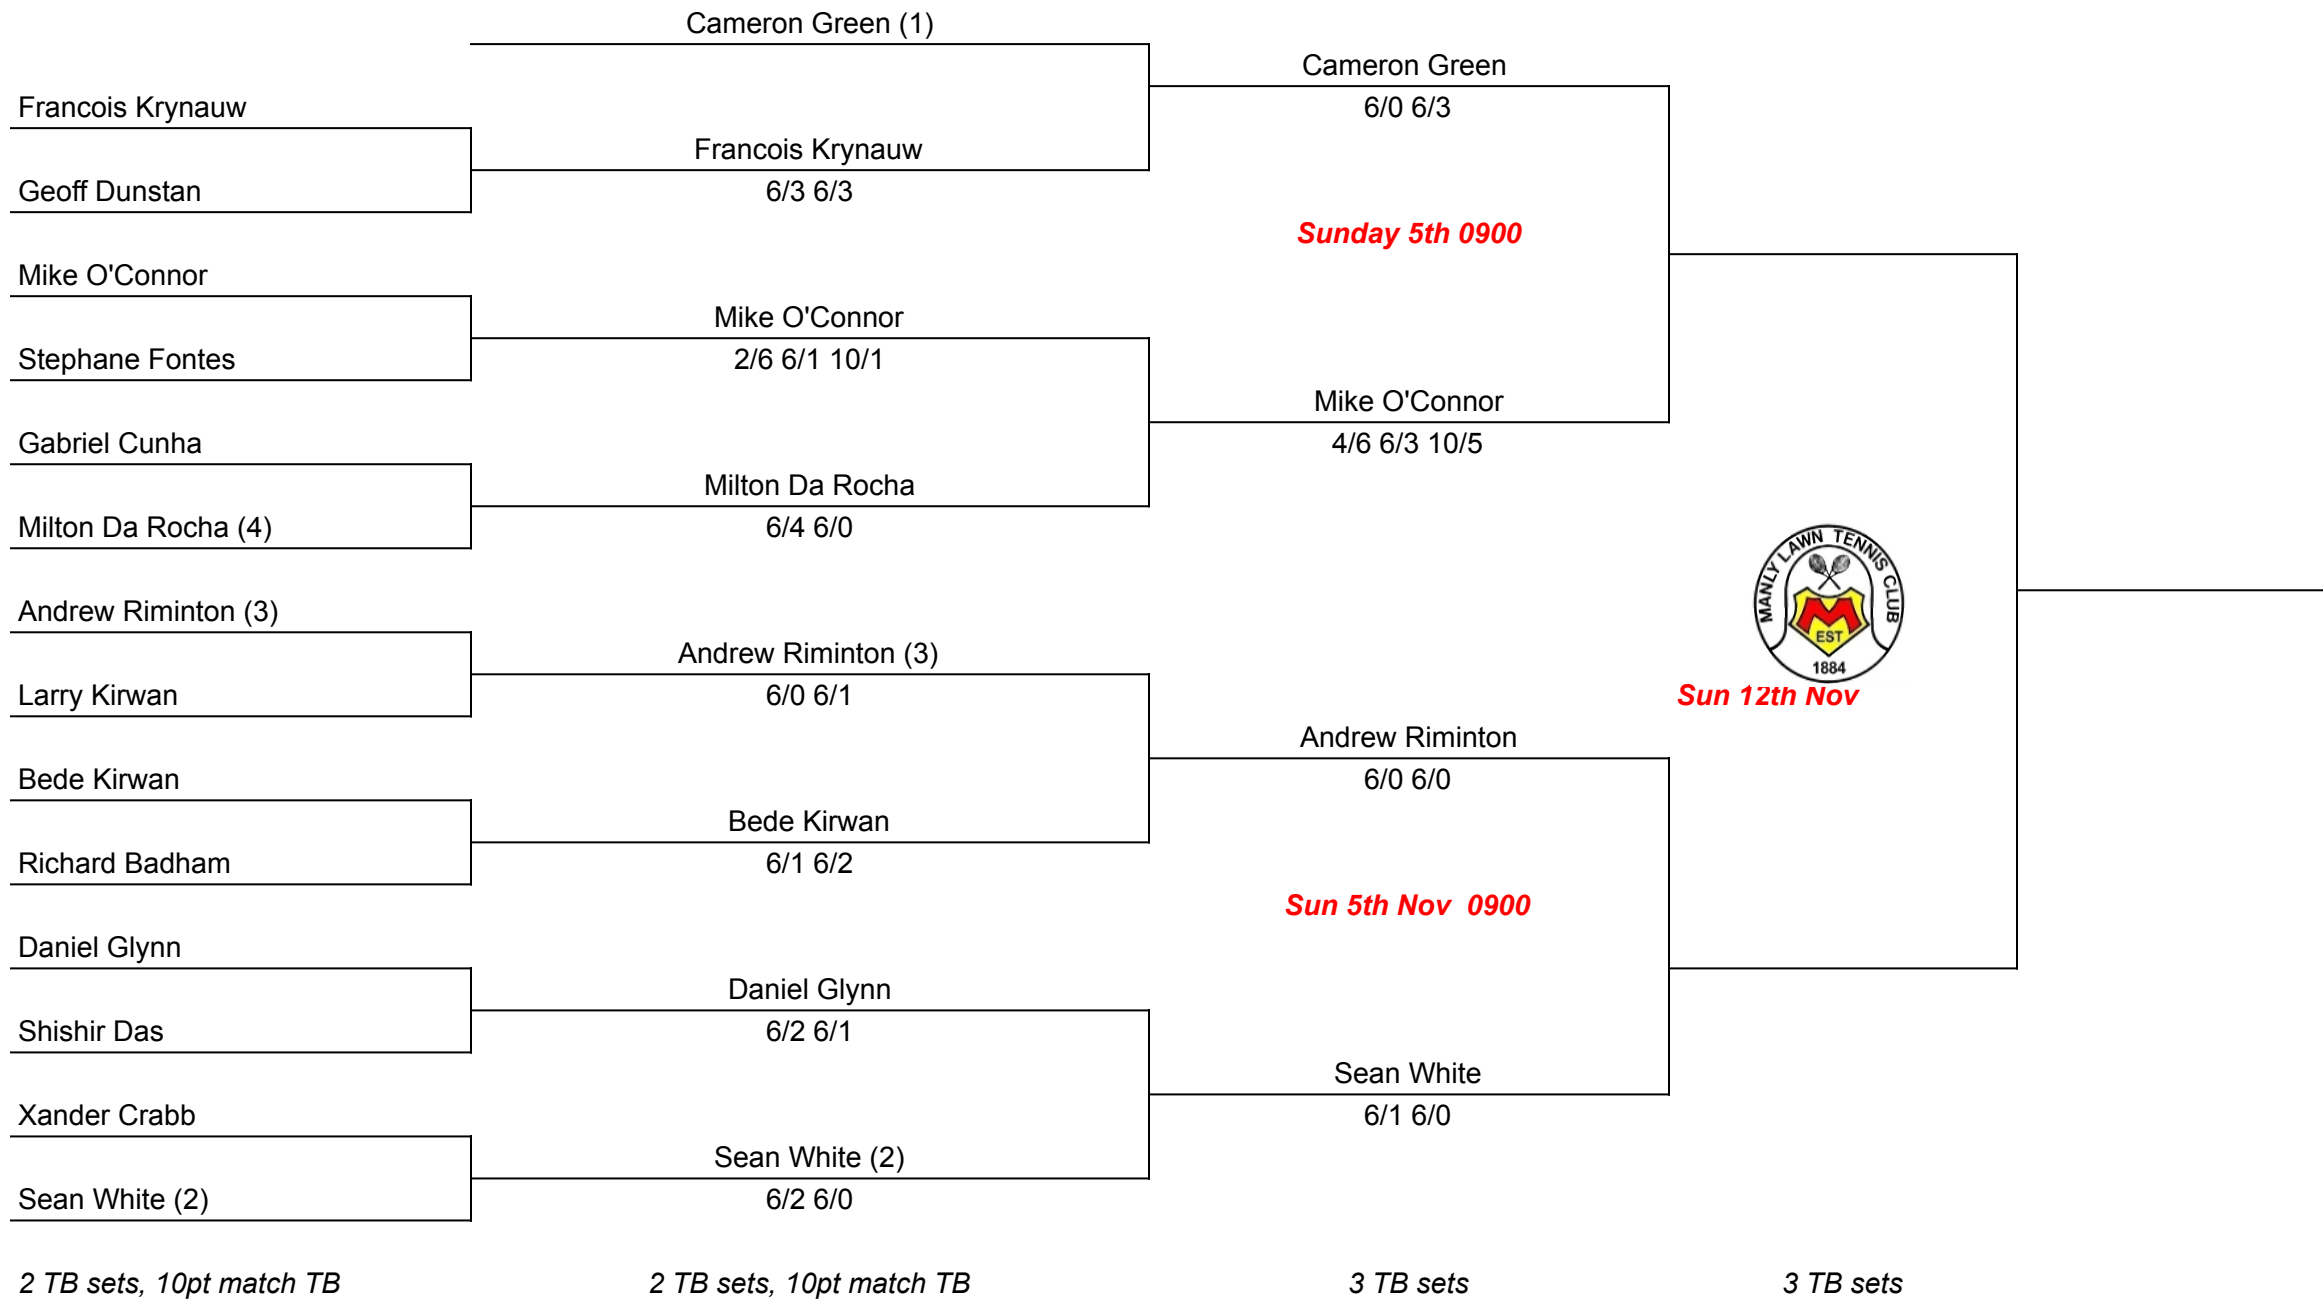 Cameron Green (1)
Cameron Green
Francois Krynauw
6/0 6/3
Francois Krynauw
Geoff Dunstan
6/3 6/3
Sunday 5th 0900
Mike O'Connor
Mike O'Connor
Stephane Fontes
2/6 6/1 10/1
Mike O'Connor
Gabriel Cunha
4/6 6/3 10/5
Milton Da Rocha
Milton Da Rocha (4)
6/4 6/0
MANLY LAWN TENNIS CLUB
M
EST
1884
Andrew Riminton (3)
Andrew Riminton (3)
Larry Kirwan
6/0 6/1
Sun 12th Nov
Andrew Riminton
Bede Kirwan
6/0 6/0
Bede Kirwan
Richard Badham
6/1 6/2
Sun 5th Nov  0900
Daniel Glynn
Daniel Glynn
Shishir Das
6/2 6/1
Sean White
Xander Crabb
6/1 6/0
Sean White (2)
Sean White (2)
6/2 6/0
2 TB sets, 10pt match TB
2 TB sets, 10pt match TB
3 TB sets
3 TB sets